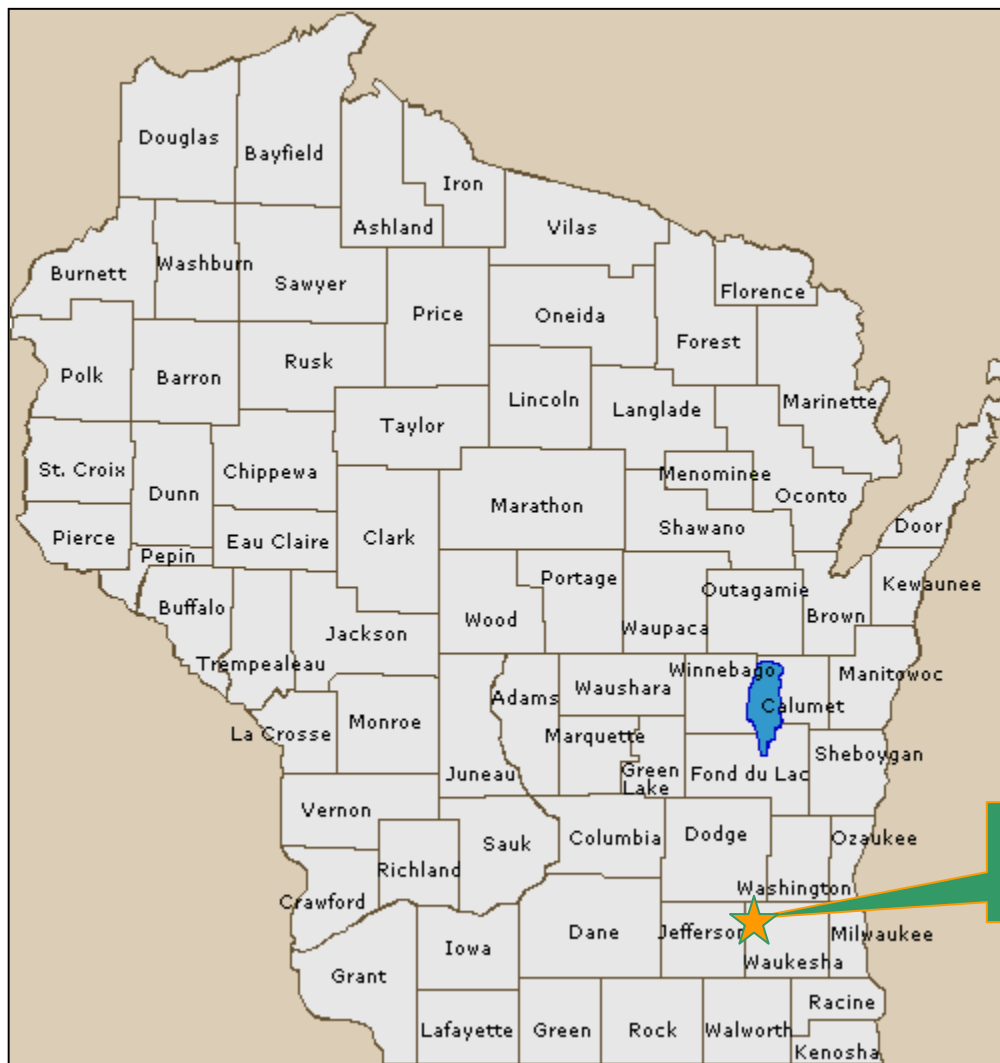 Douglas
Bayfield
Iron
Ashland
Vilas
Burnett
Washburn
Sawyer
Florence
Price
Oneida
Forest
Polk
Barron
Rusk
Lincoln
Langlade
Marinette
Taylor
St. Croix
Chippewa
Menominee
Dunn
Marathon
Oconto
Shawano
Door
Pierce
Eau Claire
Clark
Pepin
Portage
Outagamie
Kewaunee
Buffalo
Wood
Waupaca
Brown
Jackson
Trempealeau
Winnebago
Manitowoc
Adams
Waushara
Calumet
La Crosse
Monroe
Marquette
Sheboygan
Juneau
Green
Lake
Fond du Lac
Vernon
Columbia
Dodge
Ozaukee
Sauk
Richland
Washington
Crawford
Dane
Jefferson
Milwaukee
Iowa
Waukesha
Grant
Racine
Lafayette
Green
Rock
Walworth
Kenosha